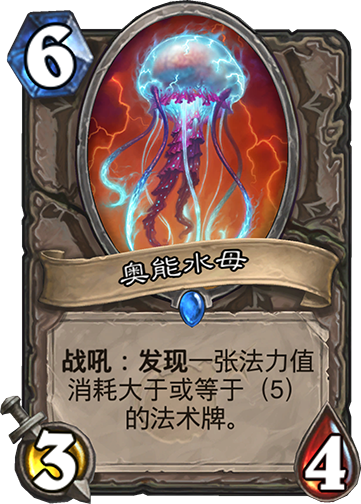 6
奥能水母
战吼：发现一张法力值
消耗大于或等于（5）
的法术牌。
3
4